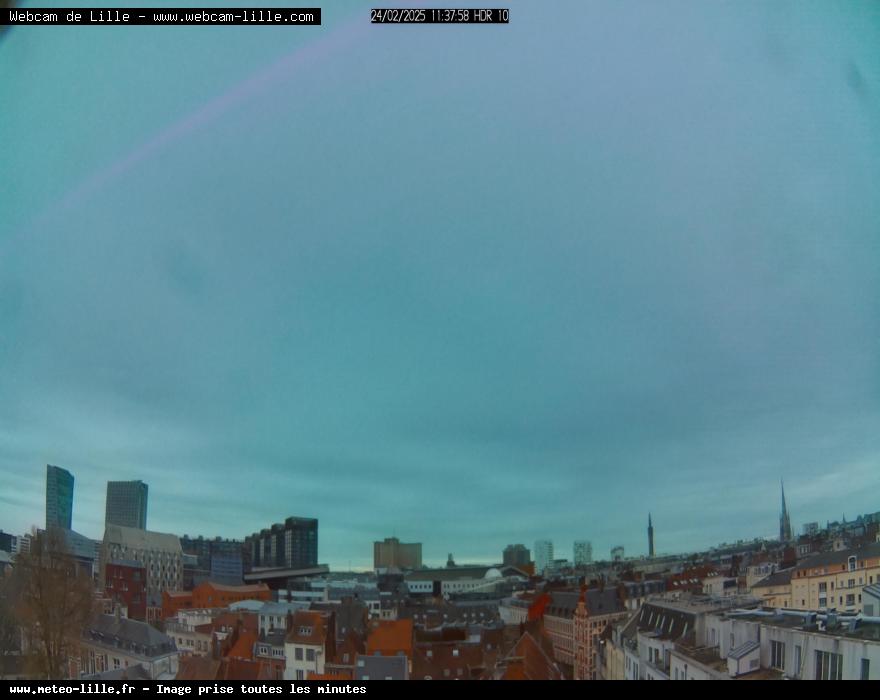 Webcam de Lille - www.webcam-lille.com
24/02/2025 11:37:58 HDR 10
www.meteo-lille.fr - Image prise toutes les minutes